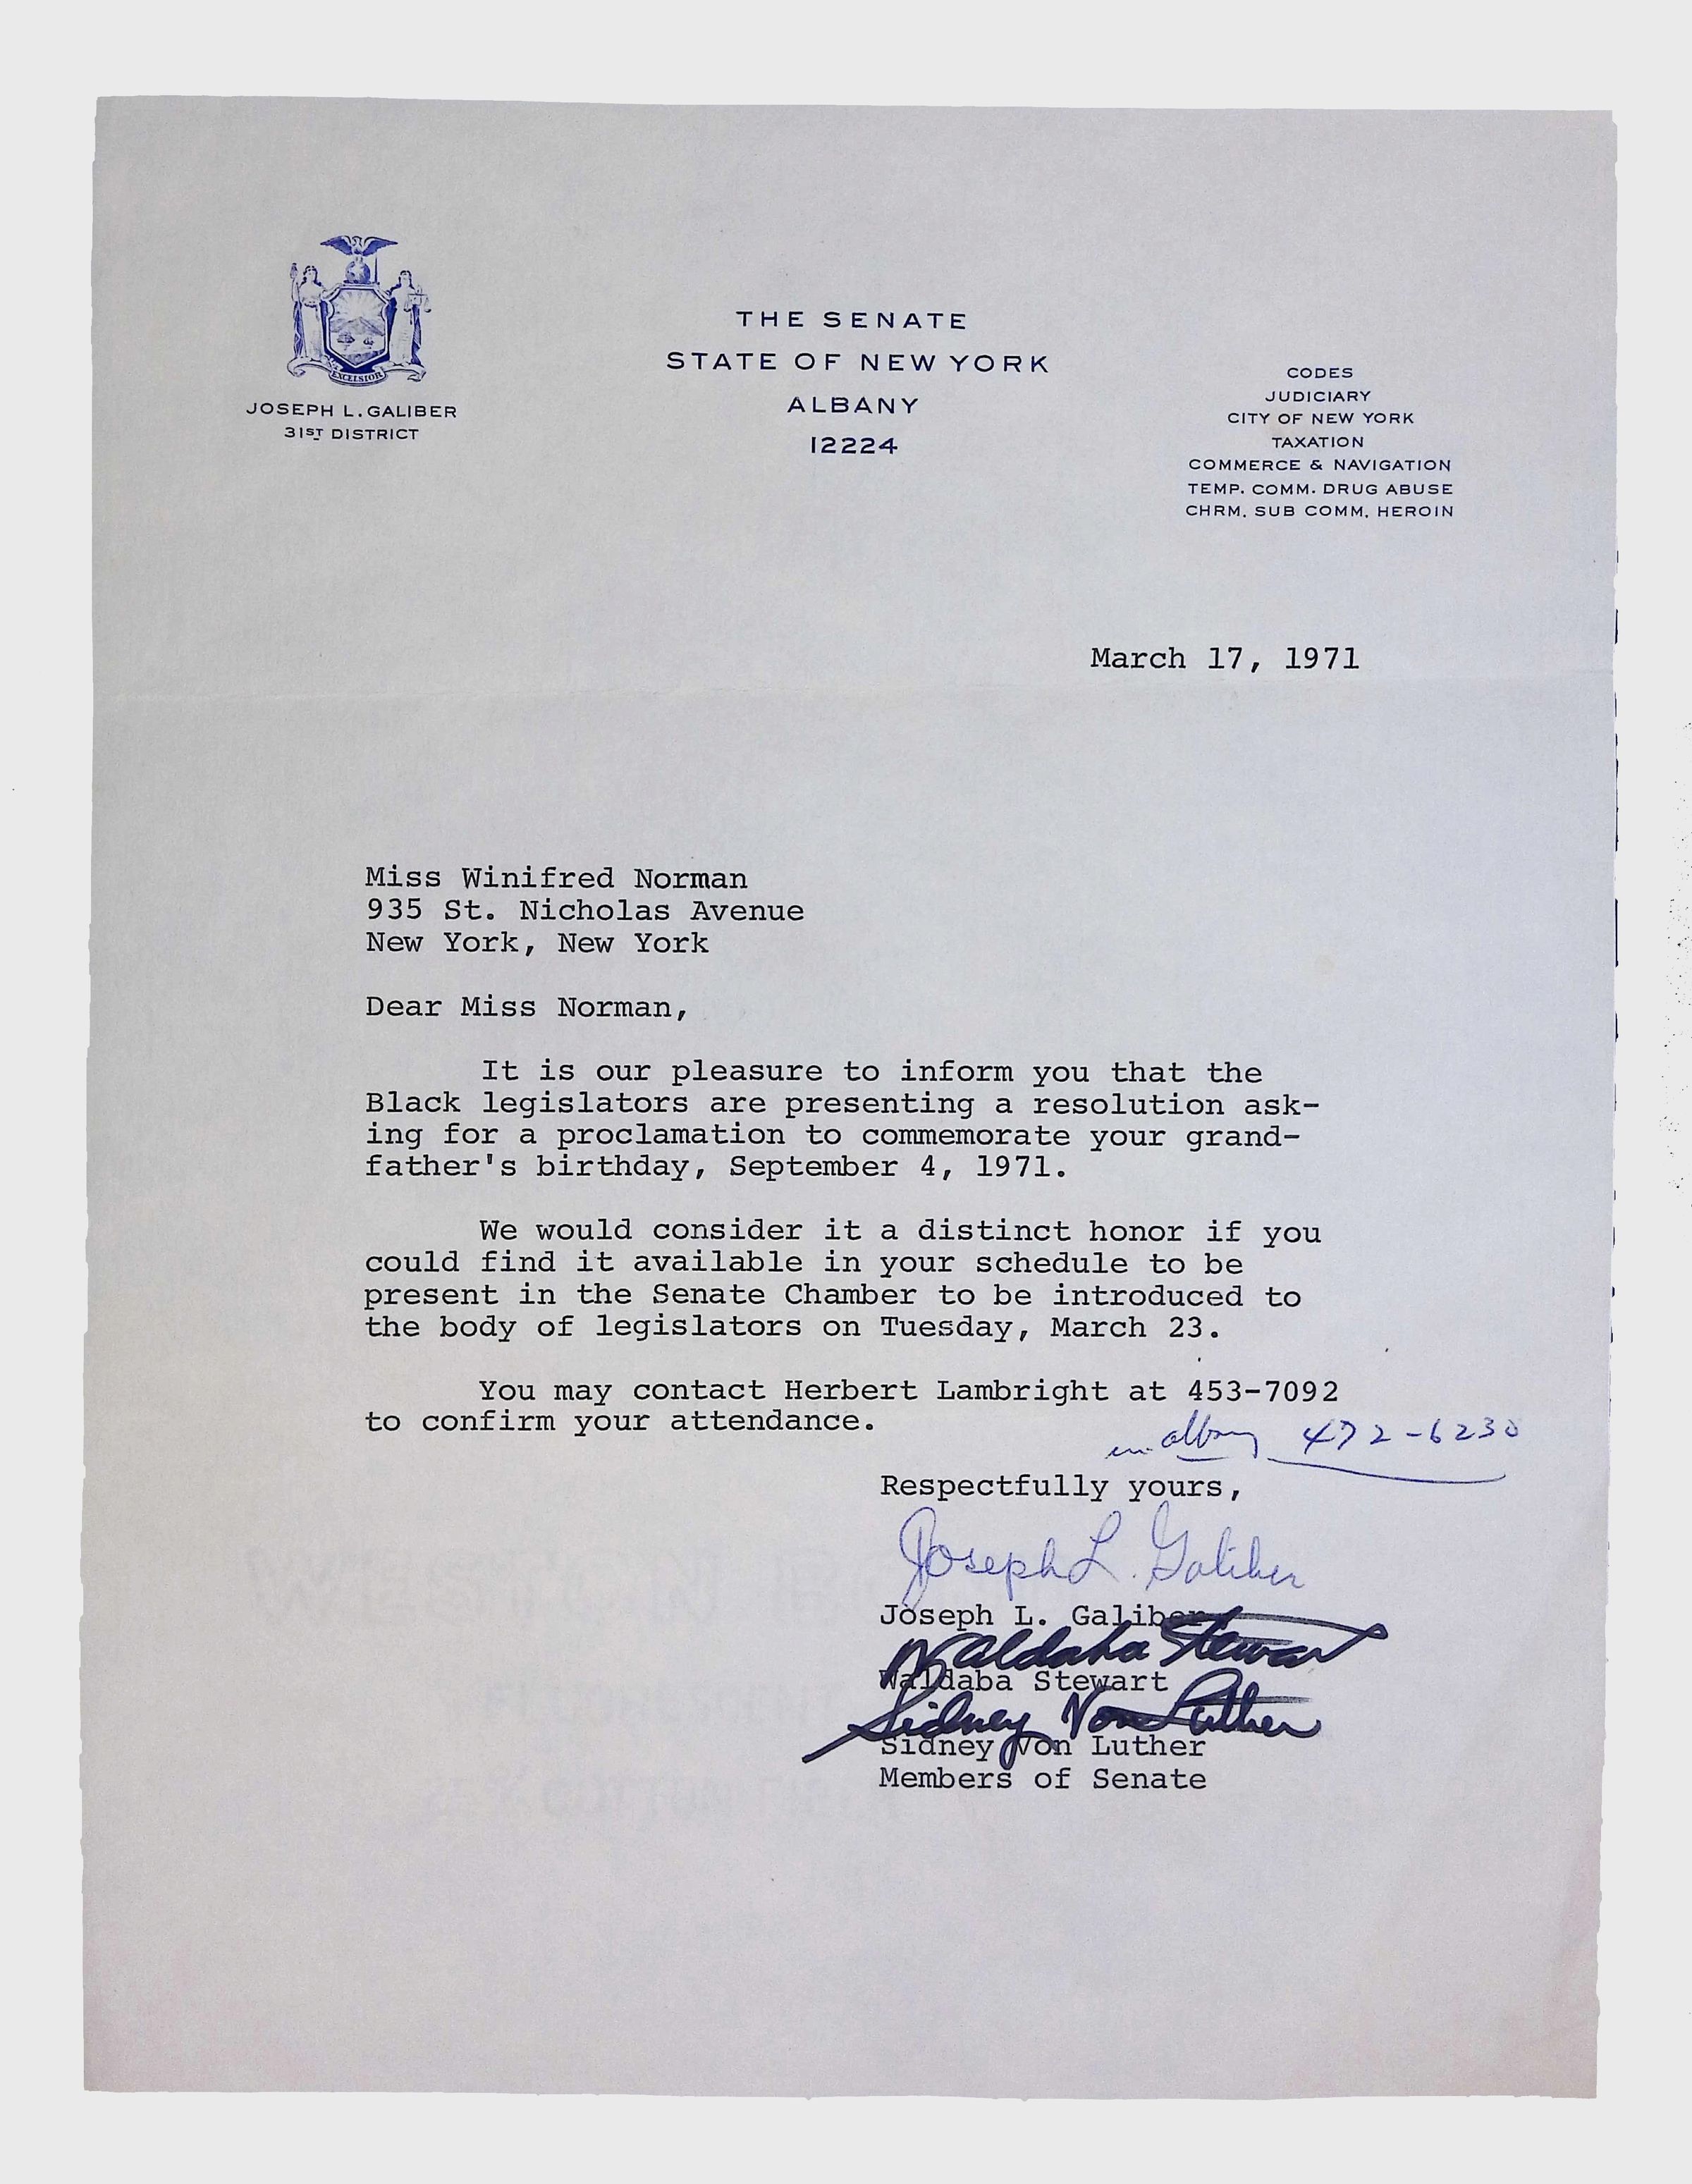 EXCELSIOR
JOSEPH L. GALIBER
31ST DISTRICT
THE SENATE
STATE OF NEW YORK
ALBANY
12224
CODES
JUDICIARY
CITY OF NEW YORK
TAXATION
COMMERCE & NAVIGATION
TEMP. COMM. DRUG ABUSE
CHRM. SUB COMM. HEROIN
March 17, 1971
Miss Winifred Norman
935 St. Nicholas Avenue
New York, New York
Dear Miss Norman,
It is our pleasure to inform you that the
Black legislators are presenting a resolution ask-
ing for a proclamation to commemorate your grand-
father's birthday, September 4, 1971.
We would consider it a distinct honor if you
could find it available in your schedule to be
present in the Senate Chamber to be introduced to
the body of legislators on Tuesday, March 23.
You may contact Herbert Lambright at 453-7092
to confirm your attendance.
in albany 472-6230
Respectfully yours,
Joseph L. Galiber
Joseph L. Galiber
Waldaba Stewart
Waldaba Stewart
Sidney Von Luther
Sidney Von Luther
Members of Senate